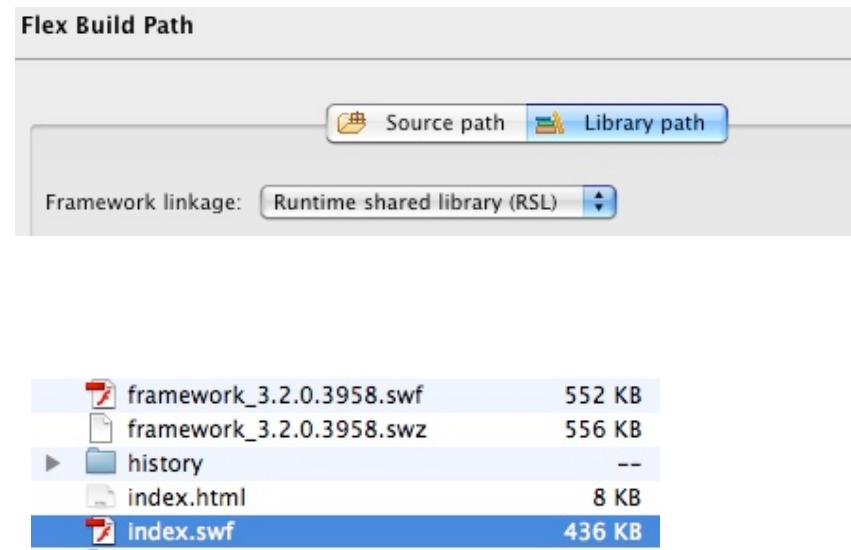 Flex Build Path
Source path Library path
Framework linkage: Runtime shared library (RSL)
framework_3.2.0.3958.swf 552 KB
framework_3.2.0.3958.swz 556 KB
history --
index.html 8 KB
index.swf 436 KB